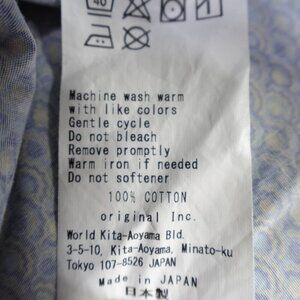 40
Machine wash warm
with like colors
Gentle cycle
Do not bleach
Remove promptly
Warm iron if needed
Do not softener
100% COTTON
original Inc.
World Kita-Aoyama Bld.
3-5-10, Kita-Aoyama, Minato-ku
Tokyo 107-8526 JAPAN
Made in JAPAN
日本製